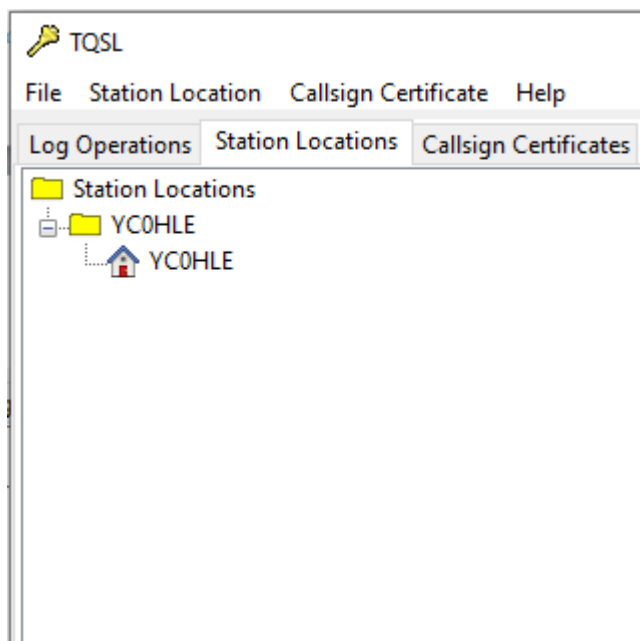 TQSL
File Station Location Callsign Certificate Help
Log Operations Station Locations Callsign Certificates
Station Locations
YC0HLE
YC0HLE